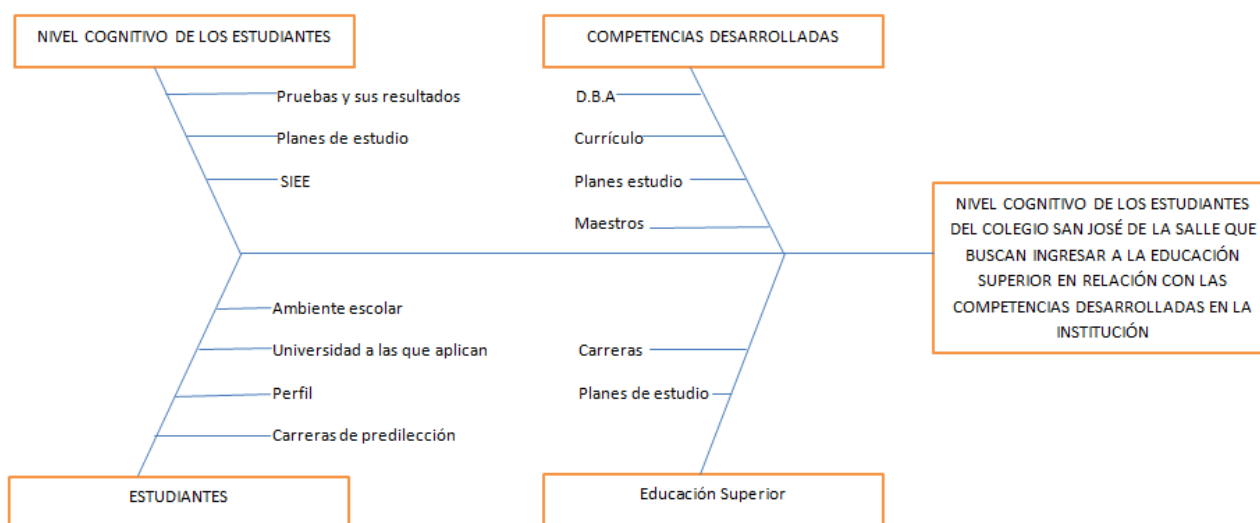 NIVEL COGNITIVO DE LOS ESTUDIANTES
COMPETENCIAS DESARROLLADAS
Pruebas y sus resultados
Planes de estudio
SIEE
D.B.A
Currículo
Planes estudio
Maestros
NIVEL COGNITIVO DE LOS ESTUDIANTES
DEL COLEGIO SAN JOSÉ DE LA SALLE QUE
BUSCAN INGRESAR A LA EDUCACIÓN
SUPERIOR EN RELACIÓN CON LAS
COMPETENCIAS DESARROLLADAS EN LA
INSTITUCIÓN
Ambiente escolar
Universidad a las que aplican
Perfil
Carreras de predilección
Carreras
Planes de estudio
ESTUDIANTES
Educación Superior